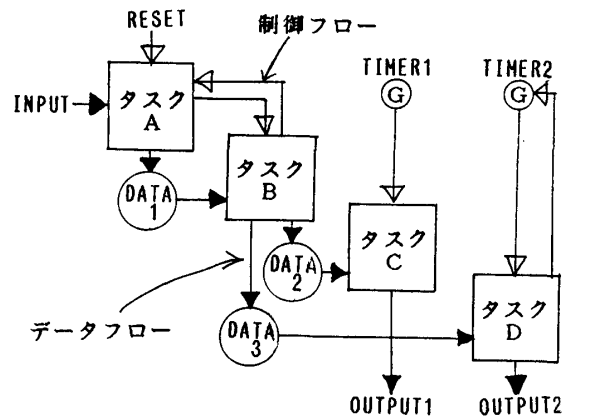 RESET
制御フロー
TIMER1
TIMER2
INPUT
タスク
A
G
G
DATA
1
タスク
B
タスク
C
DATA
2
タスク
D
データフロー
DATA
3
OUTPUT1
OUTPUT2